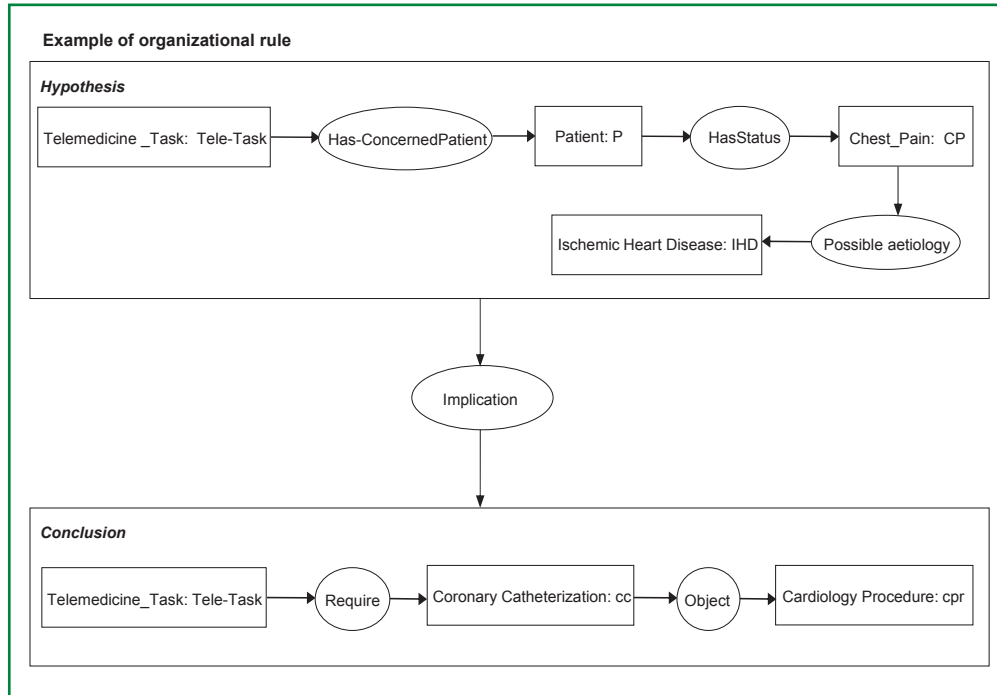 Example of organizational rule
Hypothesis
Telemedicine _Task: Tele-Task
Has-ConcernedPatient
Patient: P
HasStatus
Chest_Pain: CP
Ischemic Heart Disease: IHD
Possible aetiology
Implication
Conclusion
Telemedicine_Task: Tele-Task
Require
Coronary Catheterization: cc
Object
Cardiology Procedure: cpr